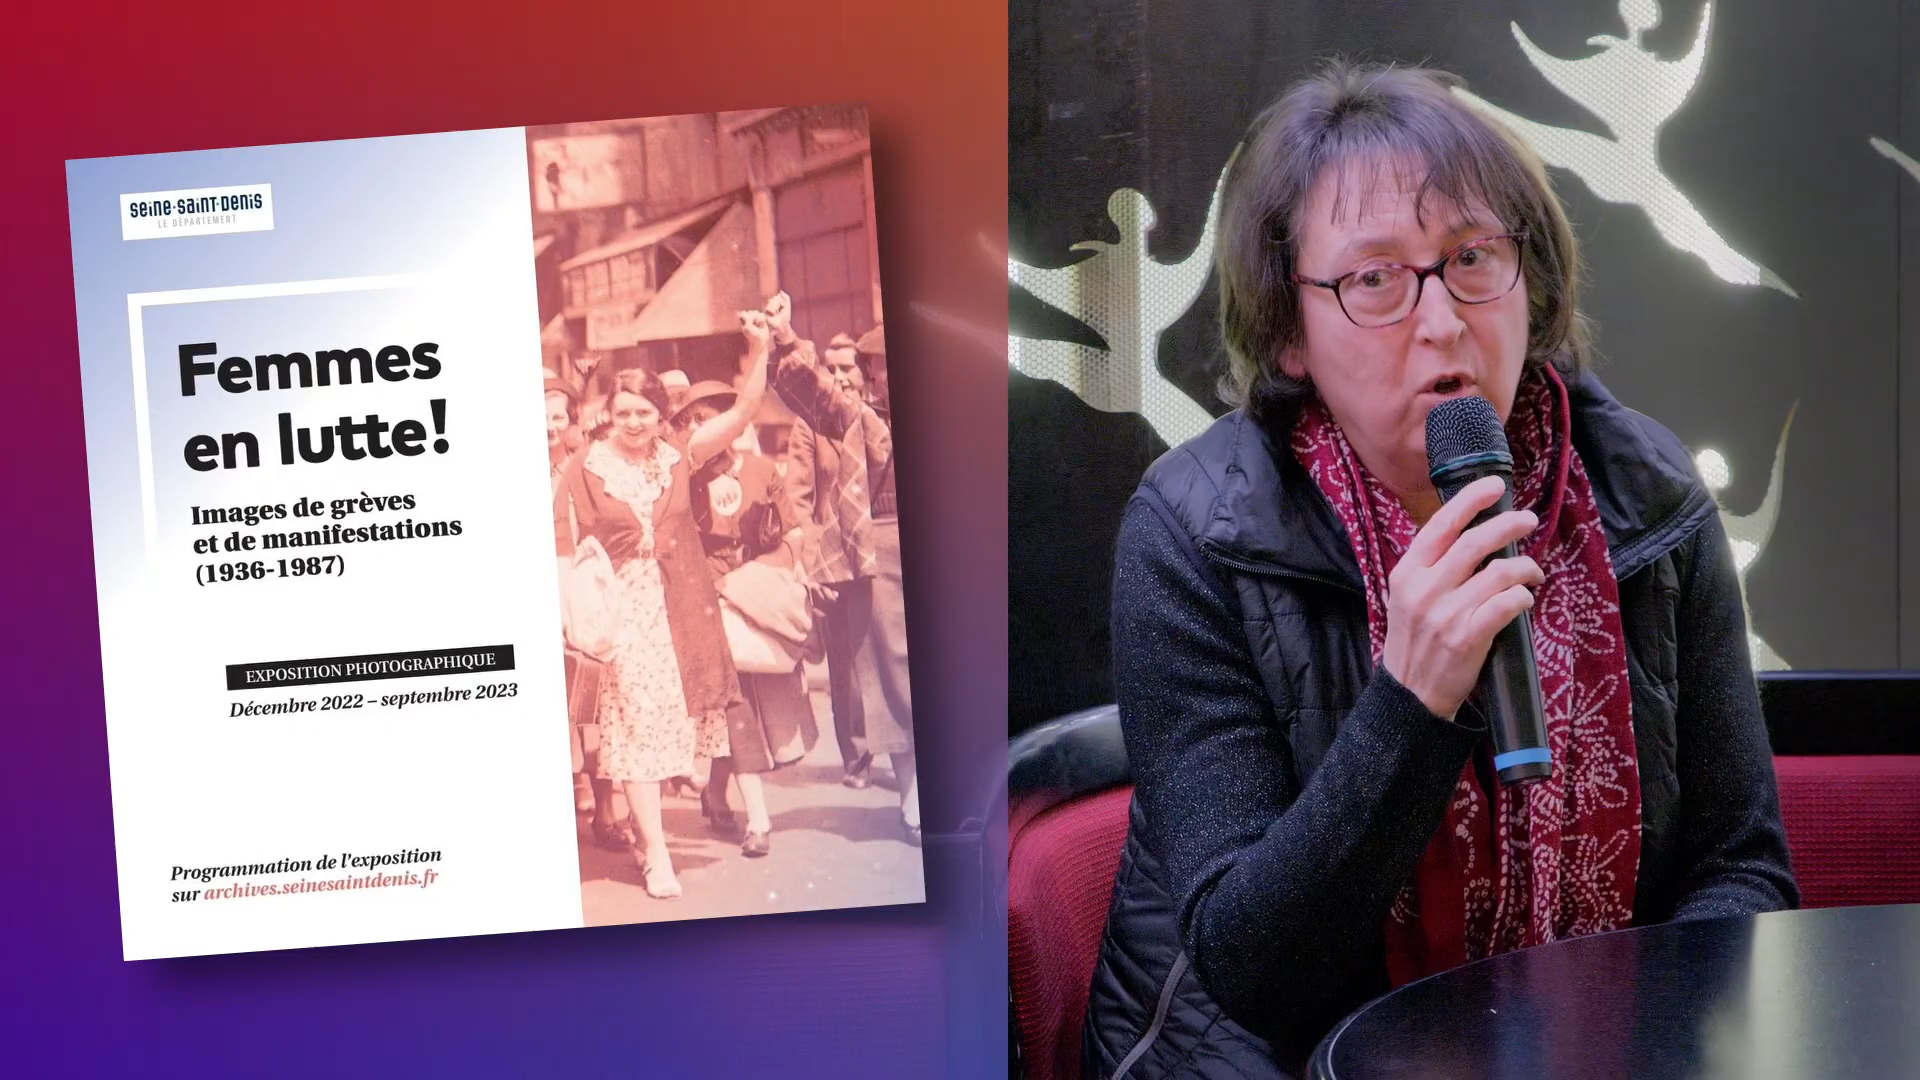 seine-saint-denis
LE DÉPARTEMENT
Femmes
en lutte!
Images de grèves
et de manifestations
(1936-1987)
EXPOSITION PHOTOGRAPHIQUE
Décembre 2022 – septembre 2023
Programmation de l'exposition
sur archives.seinesaintdenis.fr